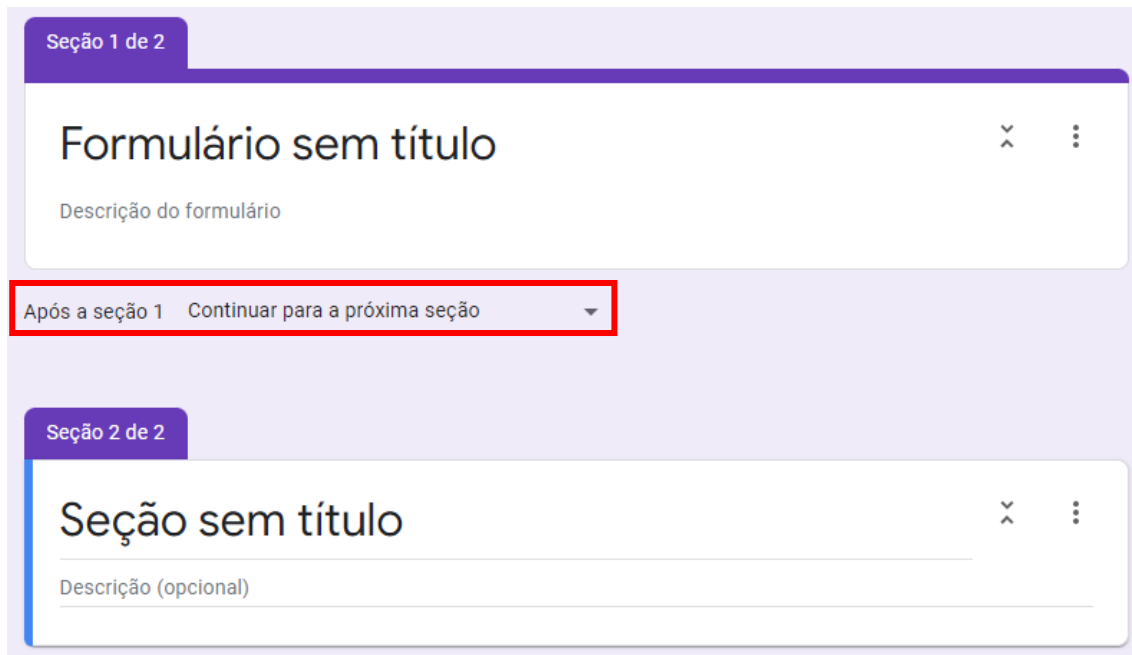 Seção 1 de 2
Formulário sem título
Descrição do formulário
Após a seção 1 Continuar para a próxima seção
Seção 2 de 2
Seção sem título
Descrição (opcional)